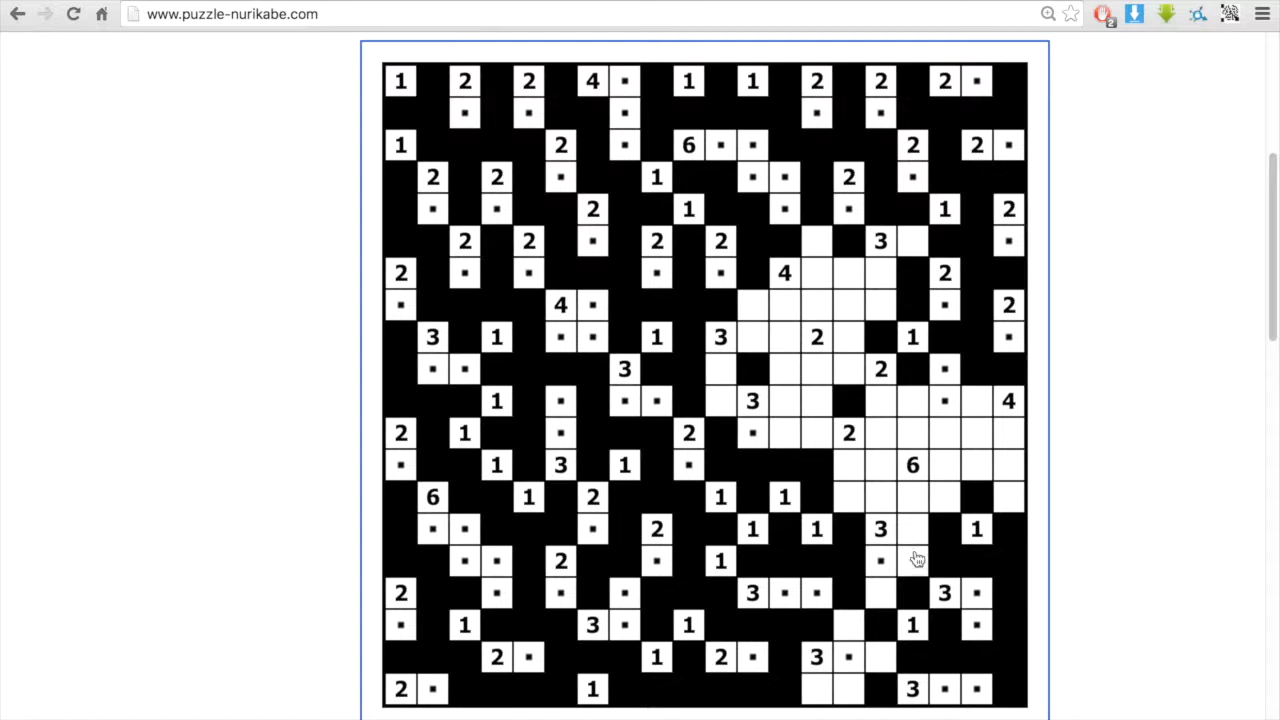 www.puzzle-nurikabe.com
2
1 2 2 4 1 1 2 2 2
1 2 6 2 2
2 2 1 2
2 1 1 2
2 2 2 2 3
2 4 2
4 2
3 1 1 3 2 1
3 2
1 3 4
2 1 2 2
1 3 1 6
6 1 2 1 1
2 1 1 3 1
2 1
2 3 3
1 3 1 1
2 1 2 3
2 1 3